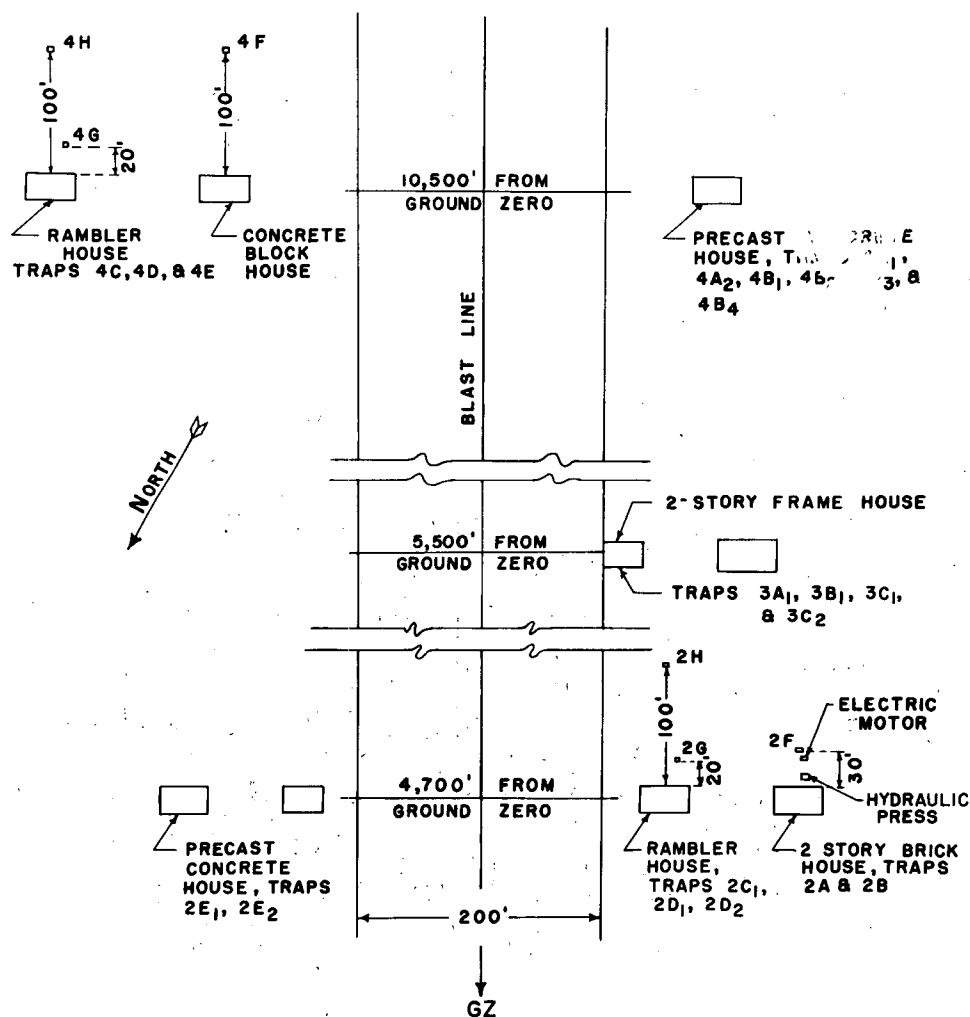 4H
4F
100'
100'
4G
20'
10,500' FROM
GROUND ZERO
RAMBLER
HOUSE
TRAPS 4C, 4D, & 4E
CONCRETE
BLOCK
HOUSE
PRECAST
HOUSE,
4A2, 4B1, &
4B4
BLAST LINE
NORTH
2-STORY FRAME HOUSE
5,500' FROM
GROUND ZERO
TRAPS 3A1, 3B1, 3C1,
& 3C2
2H
100'
ELECTRIC
MOTOR
2F
2G
20'
30'
4,700' FROM
GROUND ZERO
HYDRAULIC
PRESS
PRECAST
CONCRETE
HOUSE, TRAPS
2E1, 2E2
RAMBLER
HOUSE,
TRAPS 2C1,
2D1, 2D2
2 STORY BRICK
HOUSE, TRAPS
2A & 2B
200'
GZ